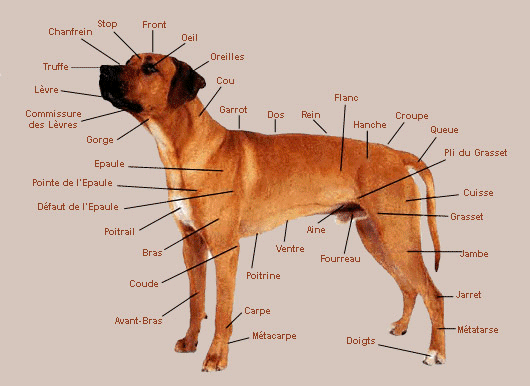 Front
Stop
Chanfrein
Oeil
Oreilles
Truffe
Cou
Lèvre
Flanc
Commissure
des Lèvres
Garrot
Dos
Rein
Hanche
Croupe
Queue
Gorge
Pli du Grasset
Epaule
Pointe de l'Epaule
Cuisse
Défaut de l'Epaule
Grasset
Poitrail
Aine
Bras
Ventre
Jambe
Fourreau
Poitrine
Coude
Jarret
Carpe
Avant-Bras
Métatarse
Métacarpe
Doigts